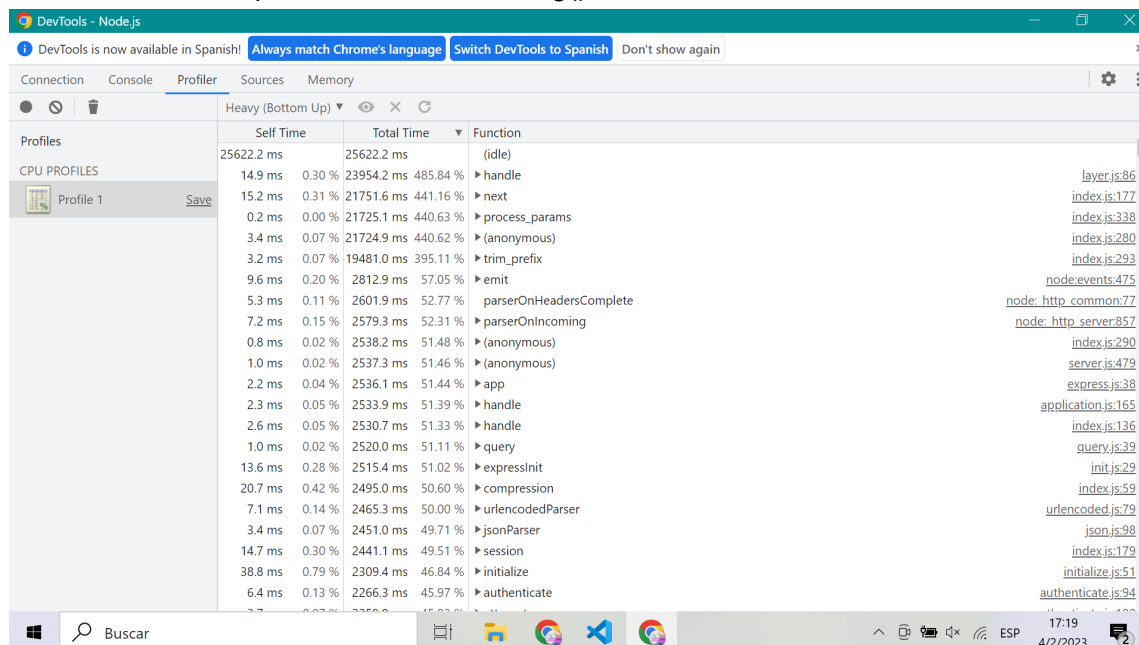 DevTools - Node.js
DevTools is now available in Spanish! Always match Chrome's language Switch DevTools to Spanish Don't show again
Connection Console Profiler Sources Memory
Heavy (Bottom Up)
Profiles
CPU PROFILES
Profile 1 Save
Self Time Total Time Function
25622.2 ms 25622.2 ms (idle)
14.9 ms 0.30 % 23954.2 ms 485.84 % handle layer.js:86
15.2 ms 0.31 % 21751.6 ms 441.16 % next index.js:177
0.2 ms 0.00 % 21725.1 ms 440.63 % process_params index.js:338
3.4 ms 0.07 % 21724.9 ms 440.62 % (anonymous) index.js:280
3.2 ms 0.07 % 19481.0 ms 395.11 % trim_prefix index.js:293
9.6 ms 0.20 % 2812.9 ms 57.05 % emit node:events:475
5.3 ms 0.11 % 2601.9 ms 52.77 % parserOnHeadersComplete node:_http_common:77
7.2 ms 0.15 % 2579.3 ms 52.31 % parserOnIncoming node:_http_server:857
0.8 ms 0.02 % 2538.2 ms 51.48 % (anonymous) index.js:290
1.0 ms 0.02 % 2537.3 ms 51.46 % (anonymous) server.js:479
2.2 ms 0.04 % 2536.1 ms 51.44 % app express.js:38
2.3 ms 0.05 % 2533.9 ms 51.39 % handle application.js:165
2.6 ms 0.05 % 2530.7 ms 51.33 % handle index.js:136
1.0 ms 0.02 % 2520.0 ms 51.11 % query query.js:39
13.6 ms 0.28 % 2515.4 ms 51.02 % expressInit init.js:29
20.7 ms 0.42 % 2495.0 ms 50.60 % compression index.js:59
7.1 ms 0.14 % 2465.3 ms 50.00 % urlencodedParser urlencoded.js:79
3.4 ms 0.07 % 2451.0 ms 49.71 % jsonParser json.js:98
14.7 ms 0.30 % 2441.1 ms 49.51 % session index.js:179
38.8 ms 0.79 % 2309.4 ms 46.84 % initialize initialize.js:51
6.4 ms 0.13 % 2266.3 ms 45.97 % authenticate authenticate.js:94
Buscar
ESP
17:19
4/2/2023
2